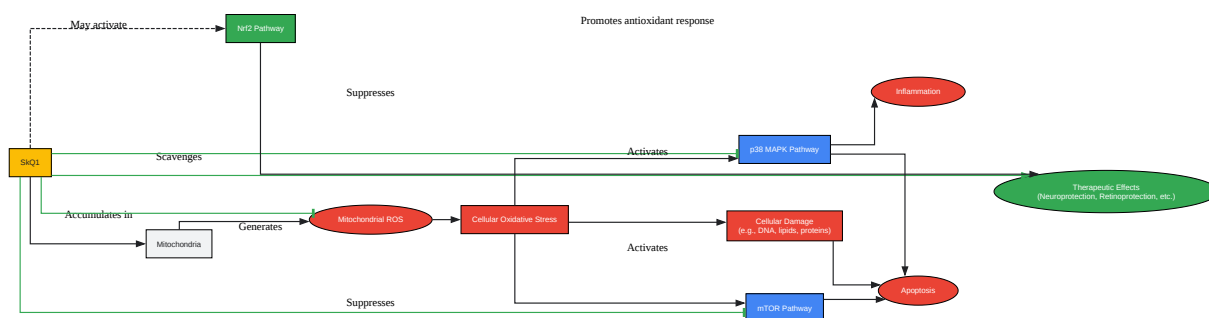 Promotes antioxidant response
May activate
Nrf2 Pathway
Suppresses
Inflammation
p38 MAPK Pathway
Activates
Scavenges
SkQ1
Therapeutic Effects
(Neuroprotection, Retinoprotection, etc.)
Accumulates in
Mitochondrial ROS
Cellular Oxidative Stress
Cellular Damage
(e.g., DNA, lipids, proteins)
Generates
Mitochondria
Activates
Apoptosis
Suppresses
mTOR Pathway